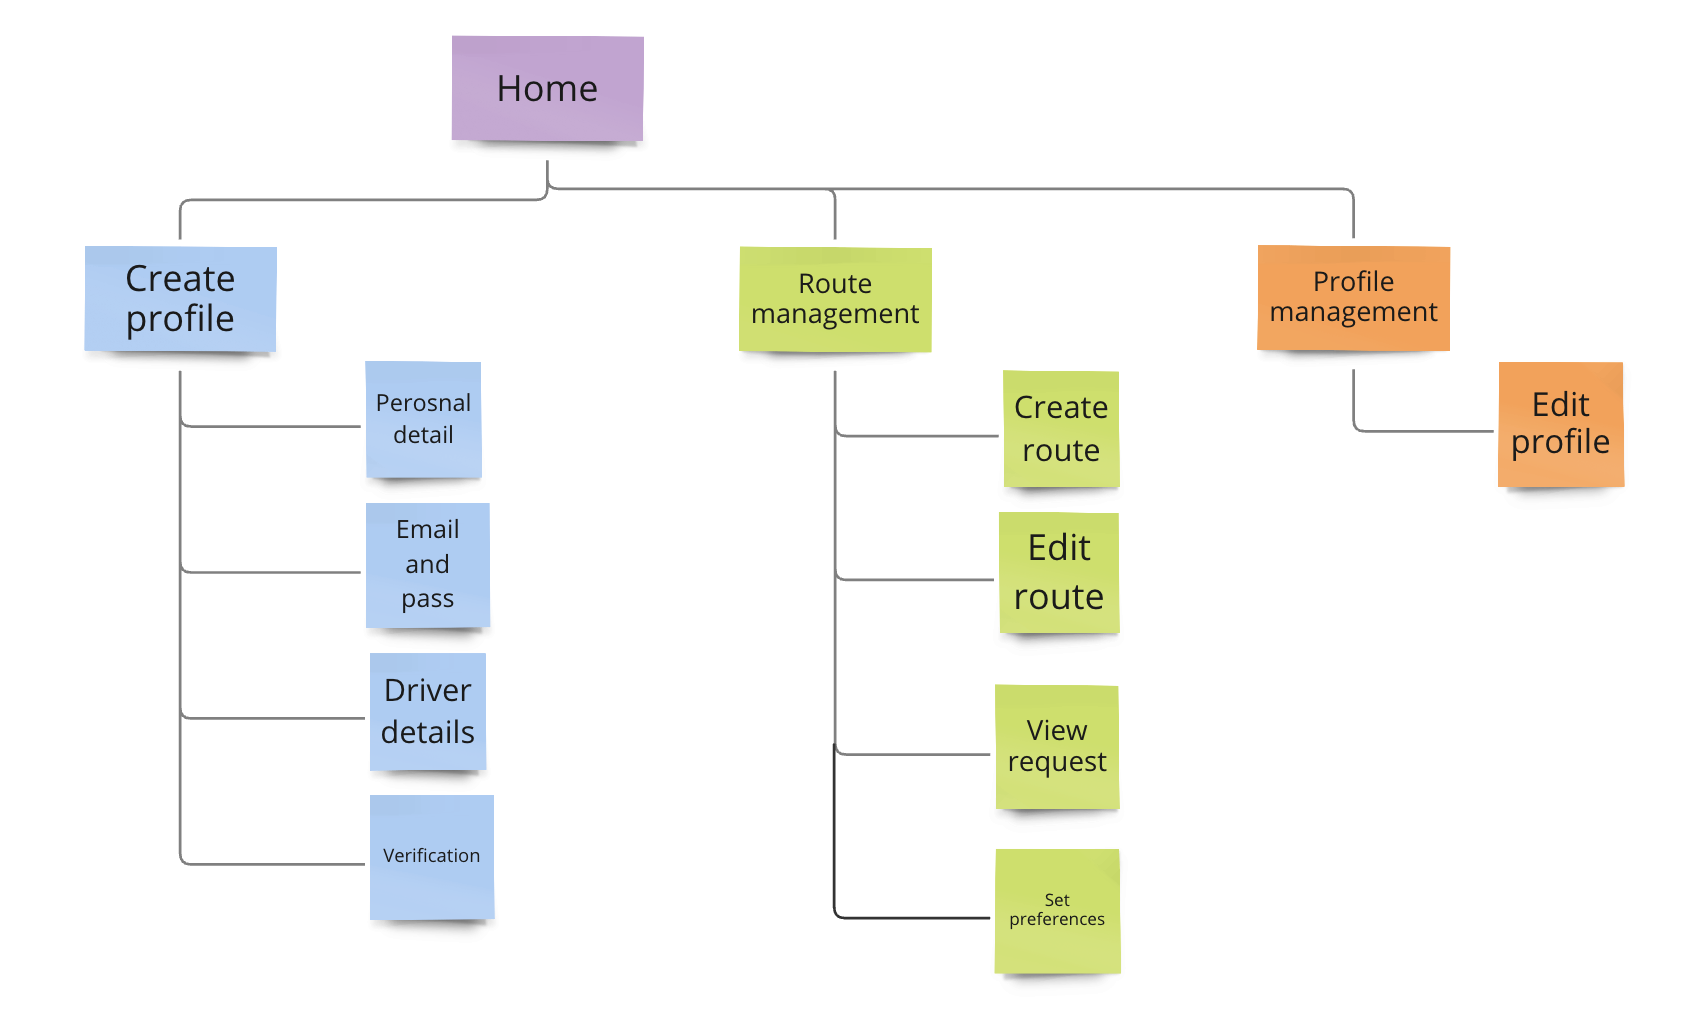 Home
Create
profile
Perosnal
detail
Email
and
pass
Driver
details
Verification
Route
management
Create
route
Edit
route
View
request
Set
preferences
Profile
management
Edit
profile